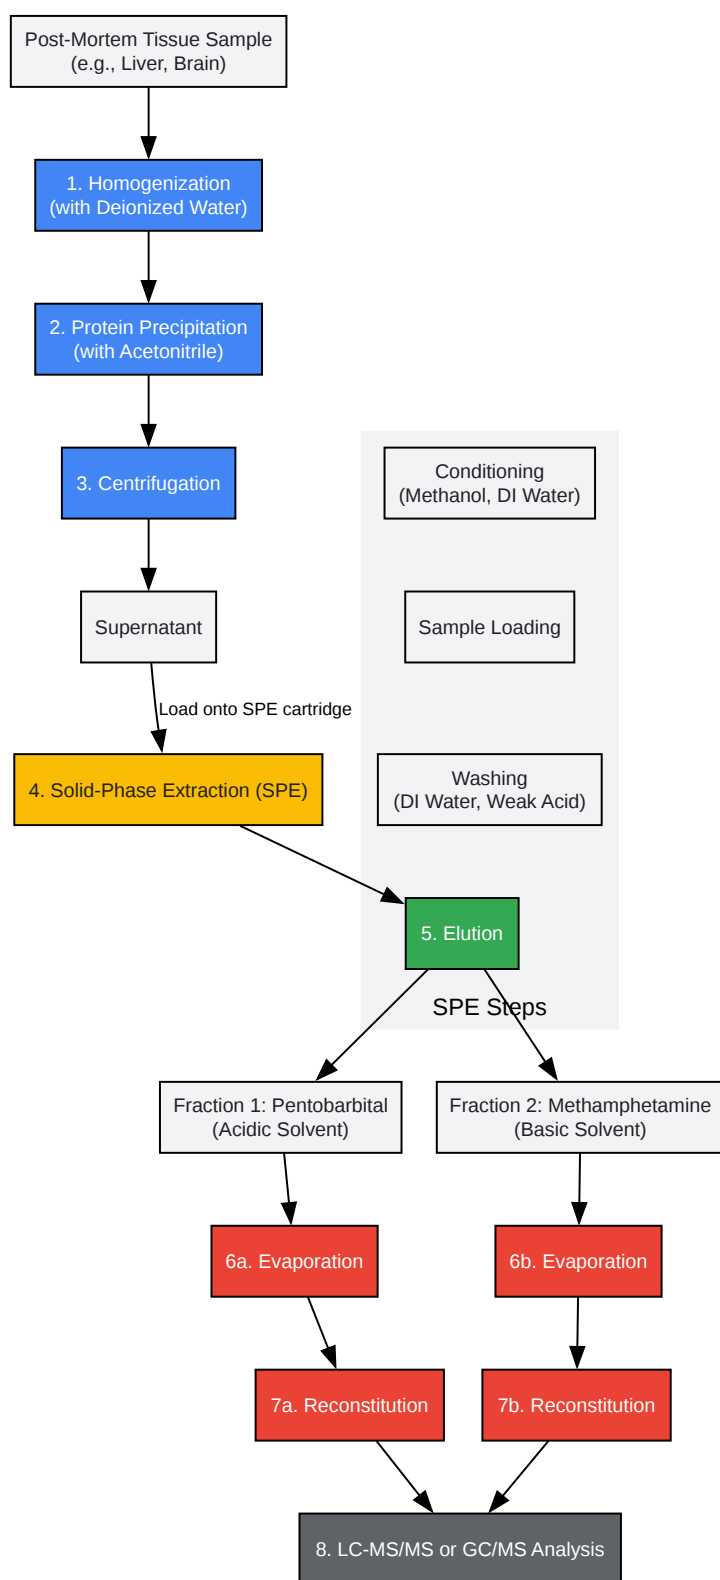 Post-Mortem Tissue Sample
(e.g., Liver, Brain)
1. Homogenization
(with Deionized Water)
2. Protein Precipitation
(with Acetonitrile)
3. Centrifugation
Conditioning
(Methanol, DI Water)
Supernatant
Sample Loading
Load onto SPE cartridge
4. Solid-Phase Extraction (SPE)
Washing
(DI Water, Weak Acid)
5. Elution
SPE Steps
Fraction 1: Pentobarbital
(Acidic Solvent)
Fraction 2: Methamphetamine
(Basic Solvent)
6a. Evaporation
6b. Evaporation
7a. Reconstitution
7b. Reconstitution
8. LC-MS/MS or GC/MS Analysis